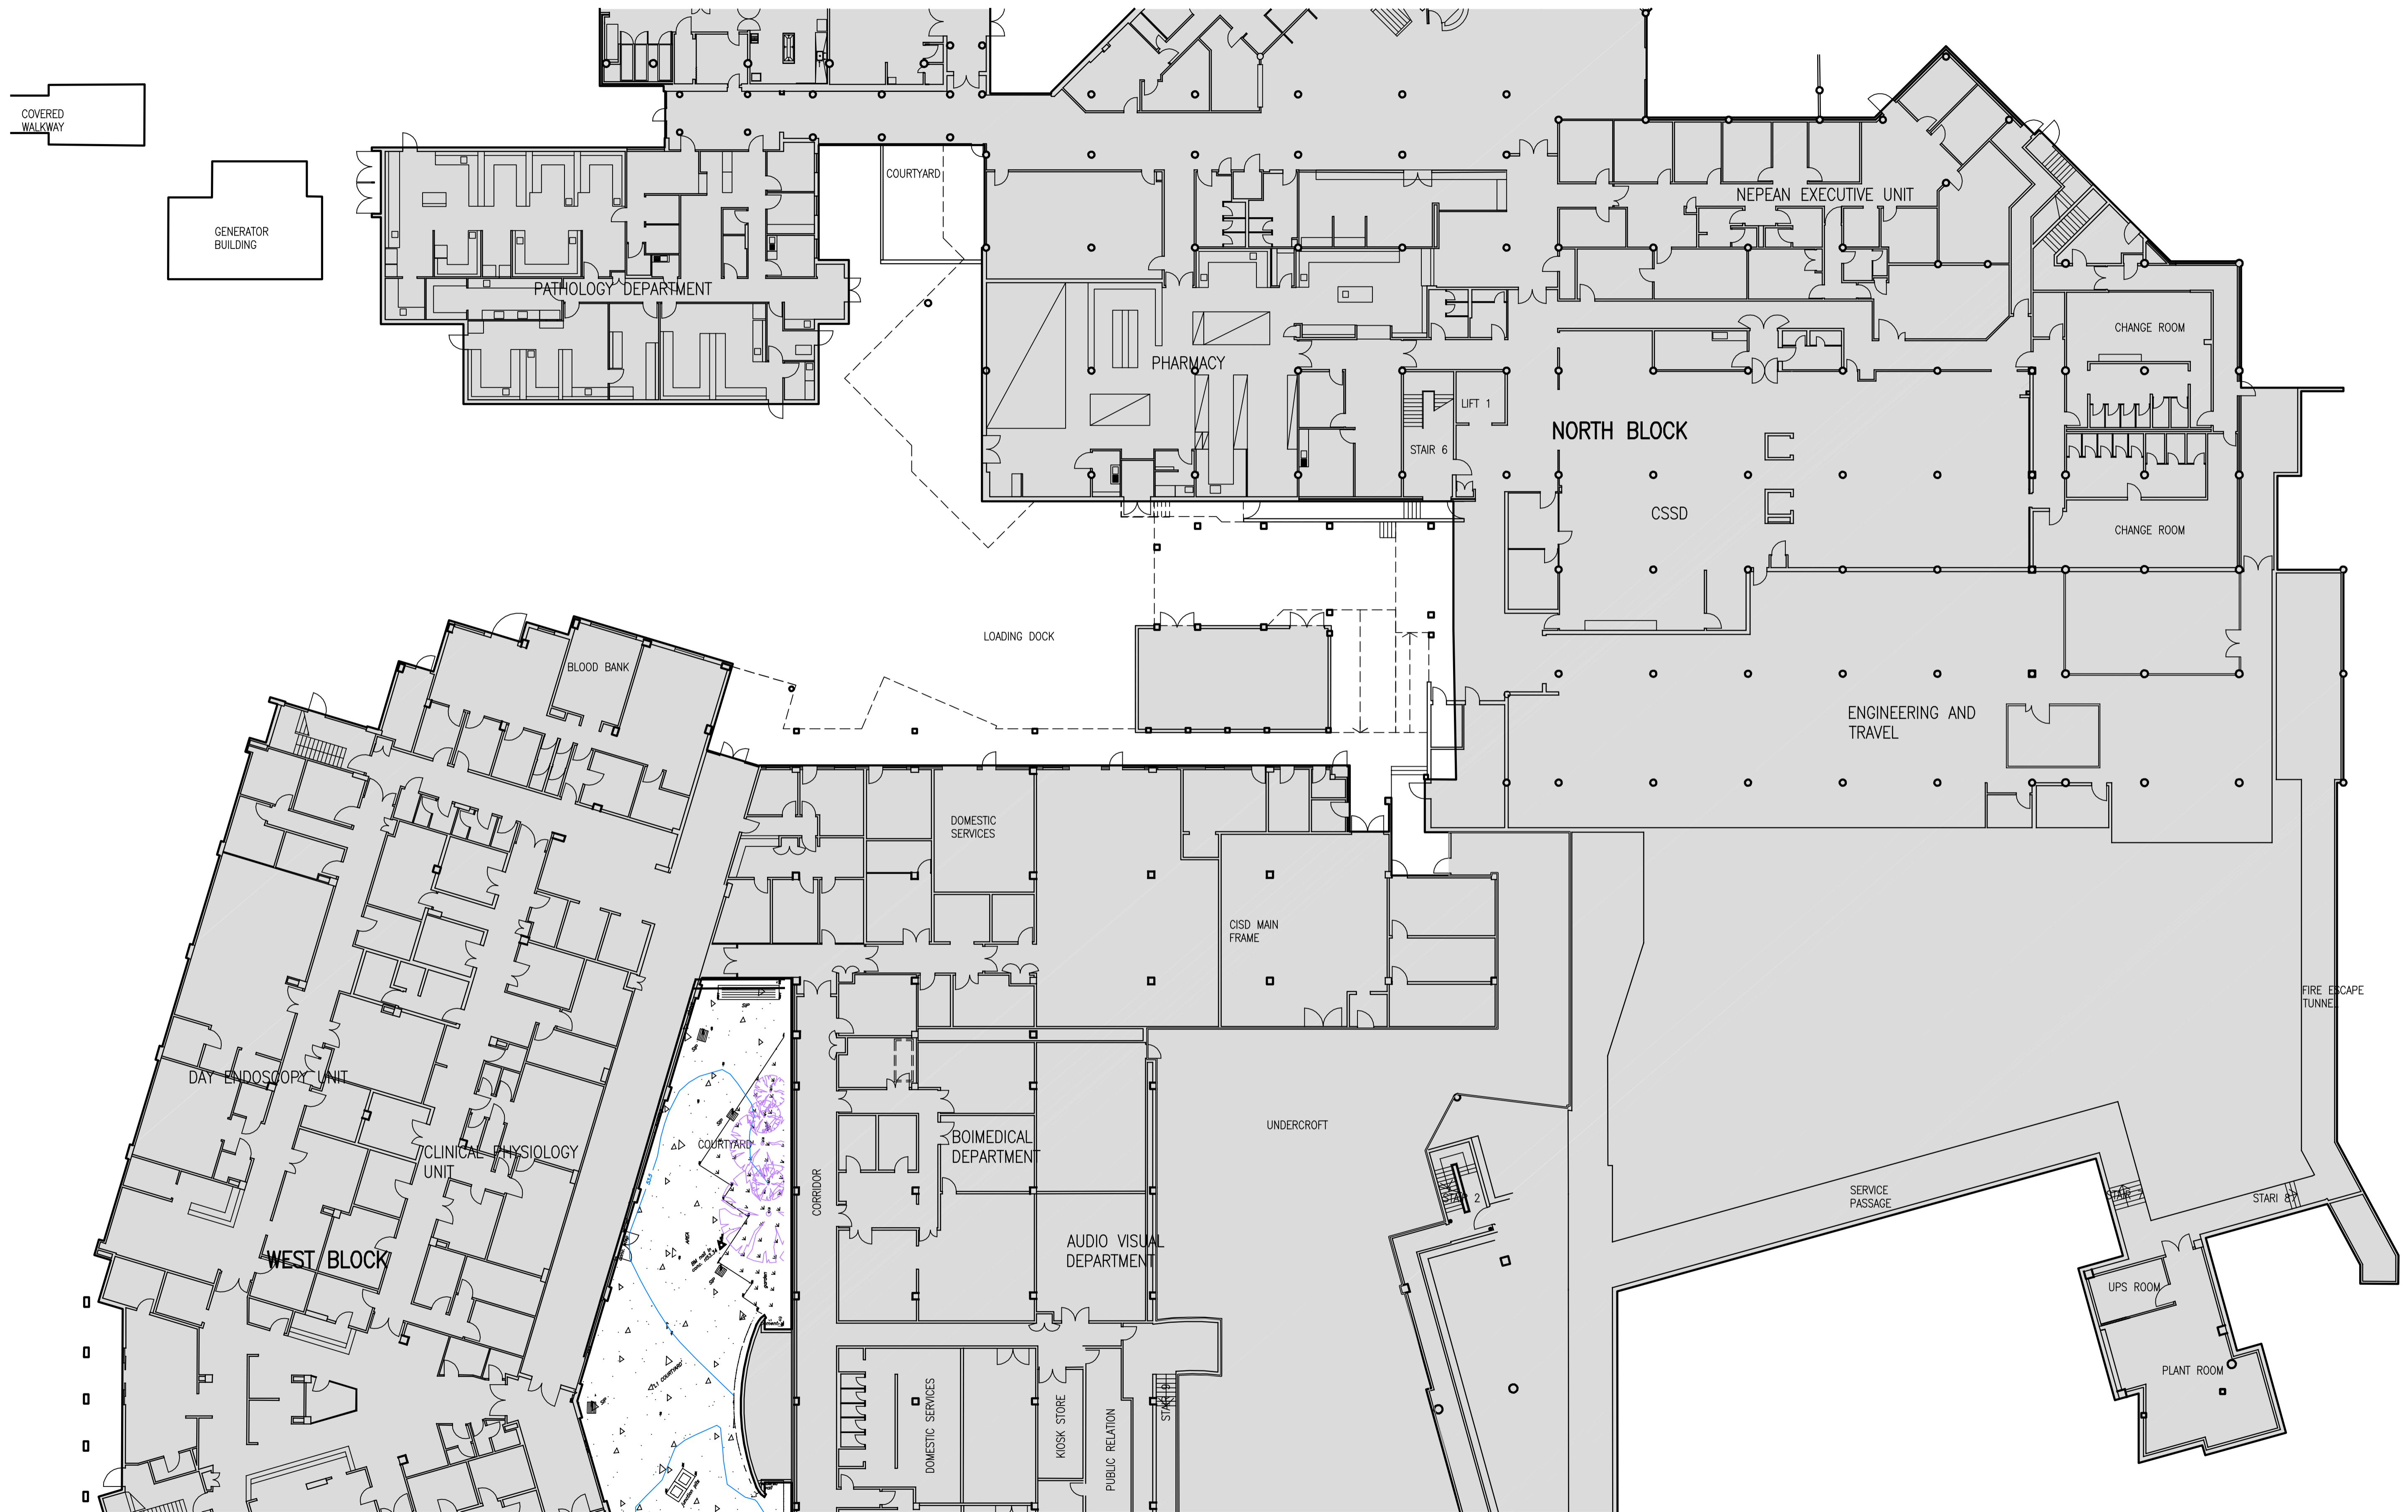 COVERED
WALKWAY
GENERATOR
BUILDING
COURTYARD
PATHOLOGY DEPARTMENT
NEPEAN EXECUTIVE UNIT
CHANGE ROOM
PHARMACY
LIFT 1
STAIR 6
NORTH BLOCK
CSSD
CHANGE ROOM
LOADING DOCK
BLOOD BANK
ENGINEERING AND
TRAVEL
DOMESTIC
SERVICES
CISD MAIN
FRAME
FIRE ESCAPE
TUNNEL
DAY ENDOSCOPY UNIT
CLINICAL PHYSIOLOGY
UNIT
COURTYARD
CORRIDOR
BOIMEDICAL
DEPARTMENT
UNDERCROFT
STAIR 2
SERVICE
PASSAGE
STARI 8
WEST BLOCK
AUDIO VISUAL
DEPARTMENT
UPS ROOM
PLANT ROOM
DOMESTIC SERVICES
KIOSK STORE
PUBLIC RELATION
STAIR 9